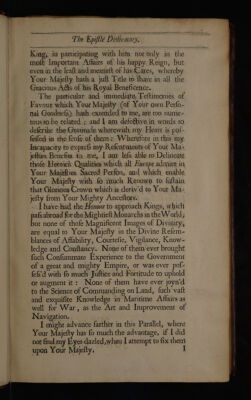 The Epistle Dedicatory.
King, in participating with him not only in the
most Important Affairs of his happy Reign, but
even in the least and meanest of his Cares, whereby
Your Majesty hath a just Title to share in all the
Gracious Acts of his Royal Beneficence.
The particular and immediate Testimonies of
Favour which Your Majesty (of Your own Perso-
nal Goodness) hath extended to me, are too nume-
rous to be related; and I am defective in words to
describe the Gratitude wherewith my Heart is pos-
sessed in the sense of them: Wherefore in this my
Incapacity to express my Resentments of Your Ma-
jesties Benefits to me, I am less able to Delineate
those Heroick Qualities which all Europe admire in
Your Majesties Sacred Person, and which enable
Your Majesty with so much Renown to sustain
that Glorious Crown which is deriv'd to Your Ma-
jesty from Your Mighty Ancestors.
I have had the Honour to approach Kings, which
pass abroad for the Mightiest Monarchs in the World;
but none of those Magnificent Images of Divinity,
are equal to Your Majesty in the Divine Resem-
blances of Affability, Courtesie, Vigilance, Know-
ledge and Constancy. None of them ever brought
such Consummate Experience to the Government
of a great and mighty Empire, or was ever pos-
sess'd with so much Justice and Fortitude to uphold
or augment it: None of them have ever joyn'd
to the Science of Commanding on Land, such vast
and exquisite Knowledge in Maritime Affairs as
well for War, as the Art and Improvement of
Navigation.
I might advance farther in this Parallel, where
Your Majesty has so much the advantage, if I did
not find my Eyes dazled, when I attempt to fix them
upon Your Majesty. I